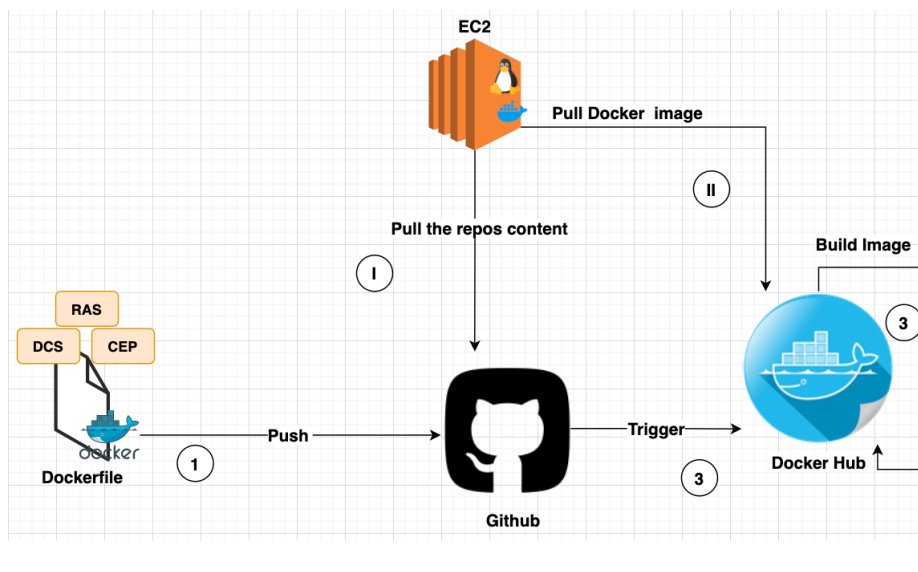 EC2
Pull Docker image
II
Pull the repos content
Build Image
I
RAS
3
DCS
CEP
Push
Trigger
docker
1
Docker Hub
Dockerfile
3
Github